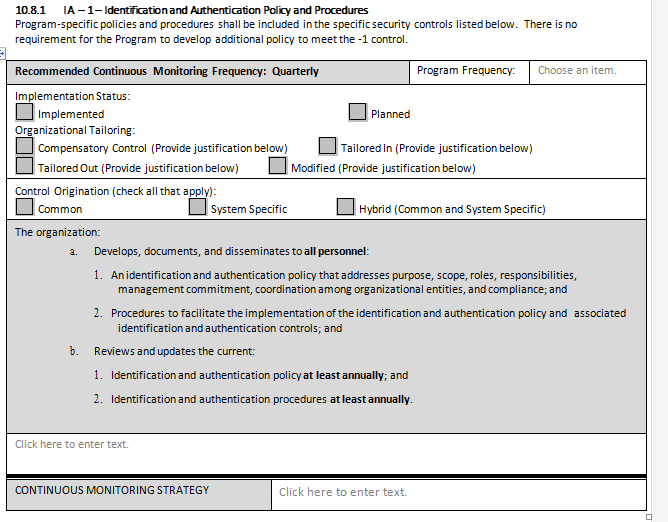 10.8.1 IA – 1– Identification and Authentication Policy and Procedures
Program-specific policies and procedures shall be included in the specific security controls listed below. There is no
requirement for the Program to develop additional policy to meet the -1 control.
Recommended Continuous Monitoring Frequency: Quarterly Program Frequency: Choose an item.
Implementation Status:
Implemented Planned
Organizational Tailoring:
Compensatory Control (Provide justification below) Tailored In (Provide justification below)
Tailored Out (Provide justification below) Modified (Provide justification below)
Control Origination (check all that apply):
Common System Specific Hybrid (Common and System Specific)
The organization:
a. Develops, documents, and disseminates to all personnel:
1. An identification and authentication policy that addresses purpose, scope, roles, responsibilities,
management commitment, coordination among organizational entities, and compliance; and
2. Procedures to facilitate the implementation of the identification and authentication policy and associated
identification and authentication controls; and
b. Reviews and updates the current:
1. Identification and authentication policy at least annually; and
2. Identification and authentication procedures at least annually.
Click here to enter text.
CONTINUOUS MONITORING STRATEGY Click here to enter text.